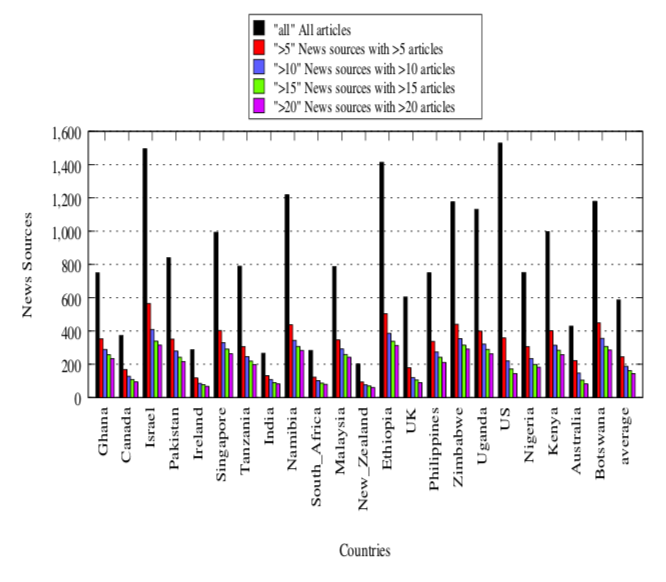 "all" All articles
">5" News sources with >5 articles
">10" News sources with >10 articles
">15" News sources with >15 articles
">20" News sources with >20 articles
1,600
1,400
1,200
1,000
800
600
400
200
0
News Sources
Ghana
Canada
Israel
Pakistan
Ireland
Singapore
Tanzania
India
Namibia
South_Africa
Malaysia
New_Zealand
Ethiopia
UK
Philippines
Zimbabwe
Uganda
US
Nigeria
Kenya
Australia
Botswana
average
Countries